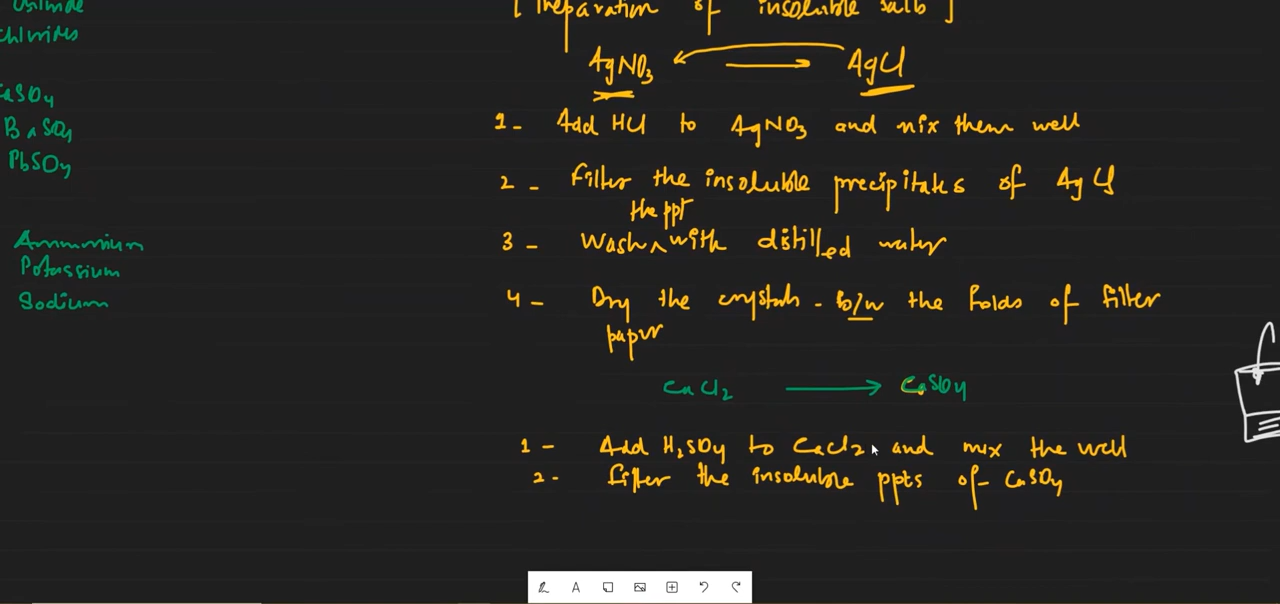 Chlorides
CaSO4
BaSO4
PbSO4
Ammonium
Potassium
Sodium
[Preparation of insoluble salts]
AgNO3 AgCl
1- Add HCl to AgNO3 and mix them well
2- Filter the insoluble precipitates of AgCl
the ppt
3- Wash ^ with distilled water
4- Dry the crystals - b/w the folds of filter
paper
CaCl2 → CaSO4
1- Add H2SO4 to CaCl2 and mix the well
2- filter the insoluble ppts of CaSO4
A